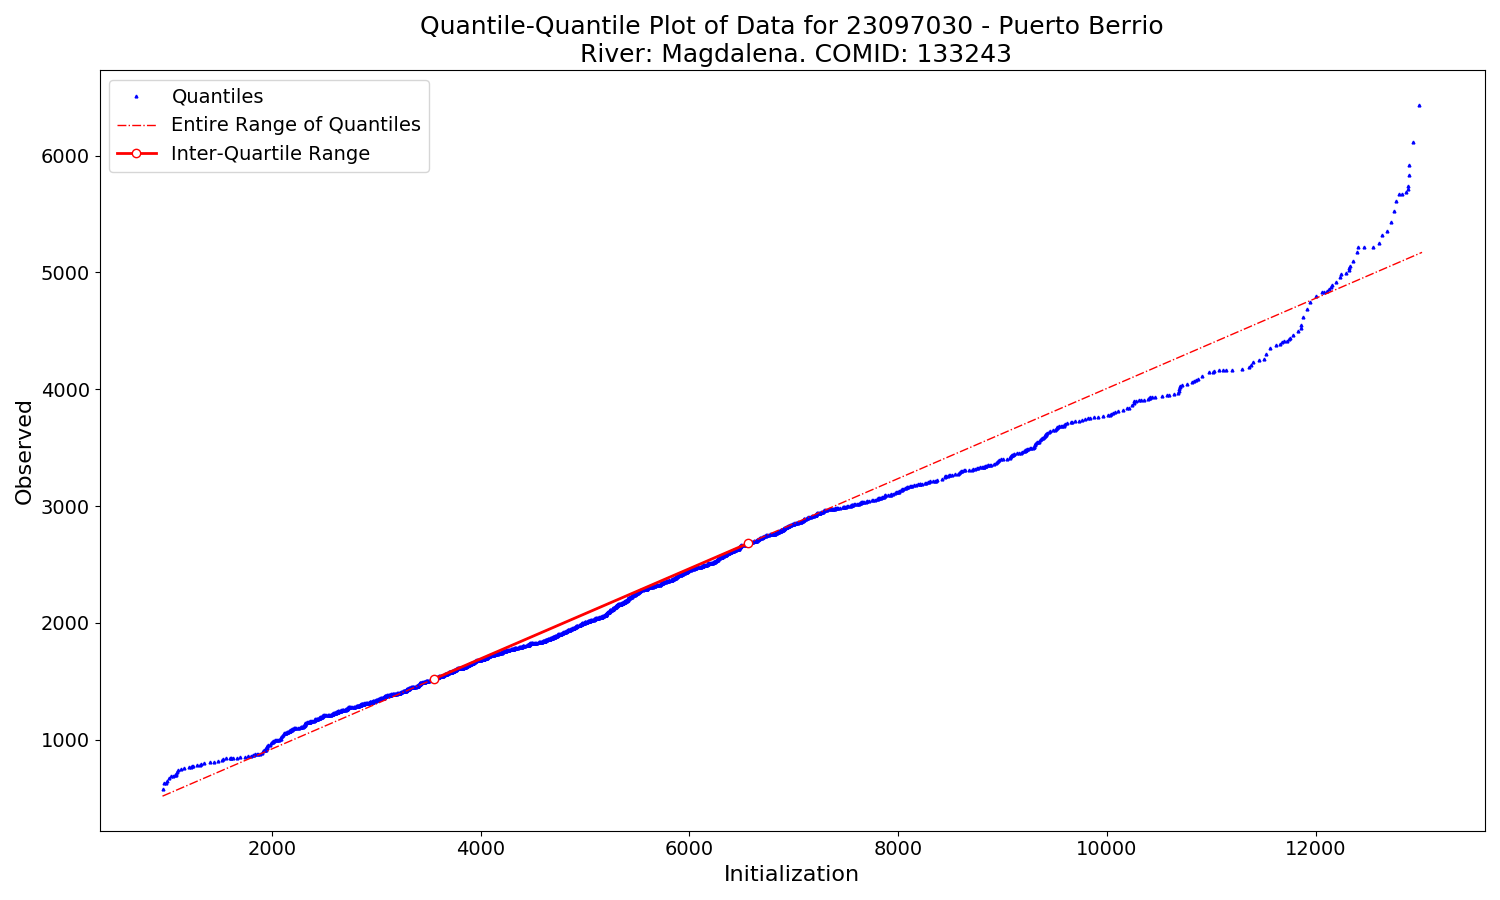 Quantile-Quantile Plot of Data for 23097030 - Puerto Berrio
River: Magdalena. COMID: 133243
Quantiles
Entire Range of Quantiles
Inter-Quartile Range
6000
5000
4000
3000
2000
1000
Observed
2000 4000 6000 8000 10000 12000
Initialization